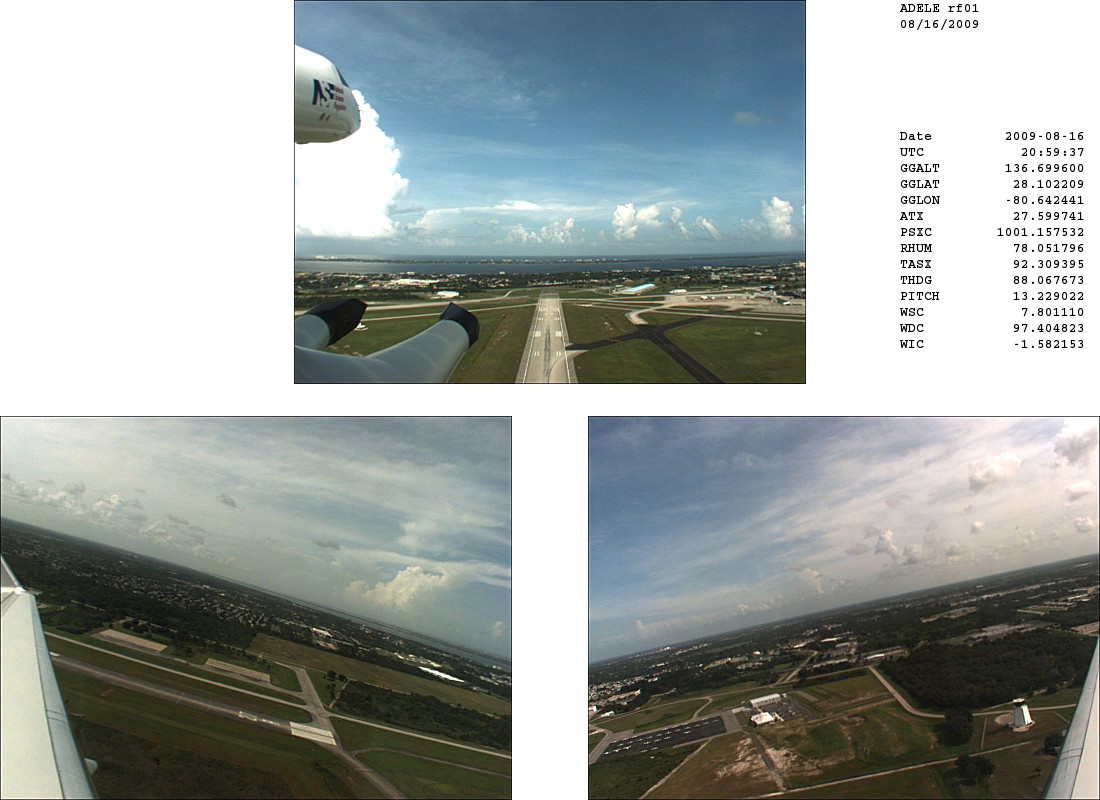 ADELE rf01
08/16/2009
Date 2009-08-16
UTC 20:59:37
GGALT 136.699600
GGLAT 28.102209
GGLON -80.642441
ATX 27.599741
PSXC 1001.157532
RHUM 78.051796
TASX 92.309395
THDG 88.067673
PITCH 13.229022
WSC 7.801110
WDC 97.404823
WIC -1.582153